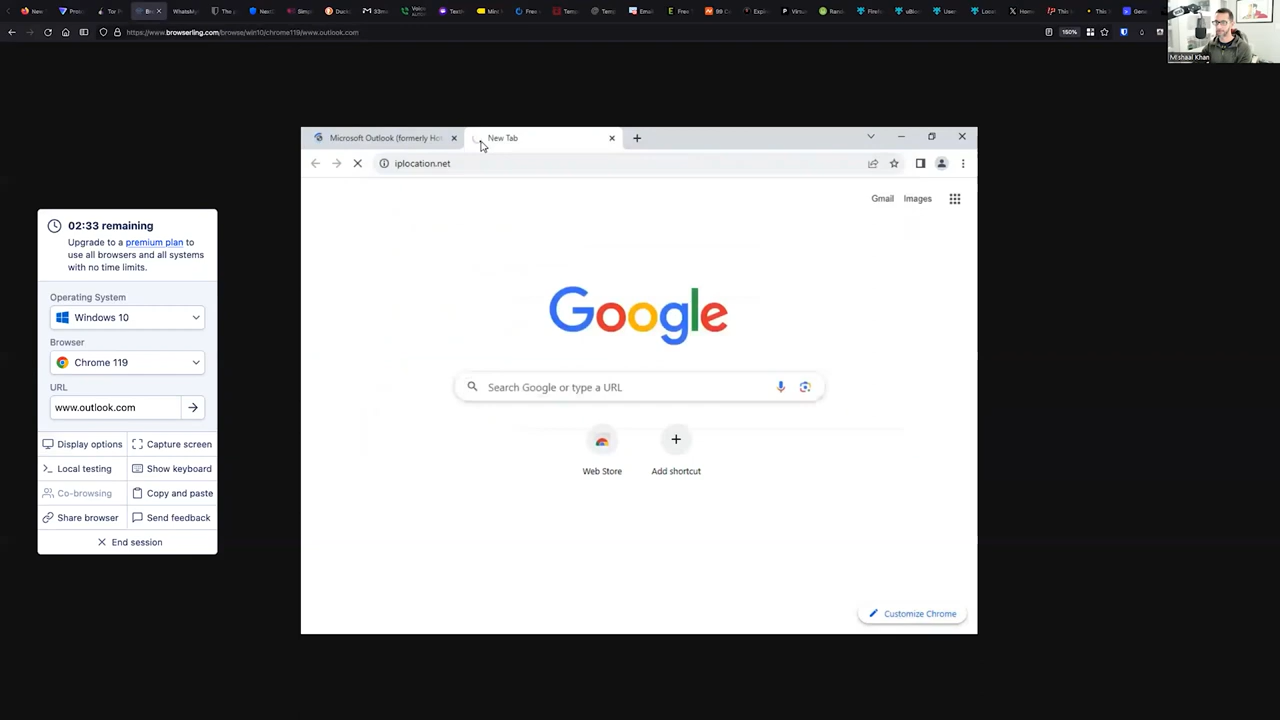 https://www.browserling.com/browse/win10/chrome119/www.outlook.com
150%
Mishaal Khan
Microsoft Outlook (formerly Ho
New Tab
iplocation.net
Gmail
Images
Google
Search Google or type a URL
Web Store
Add shortcut
Customize Chrome
02:33 remaining
Upgrade to a premium plan to
use all browsers and all systems
with no time limits.
Operating System
Windows 10
Browser
Chrome 119
URL
www.outlook.com
Display options
Capture screen
Local testing
Show keyboard
Co-browsing
Copy and paste
Share browser
Send feedback
End session